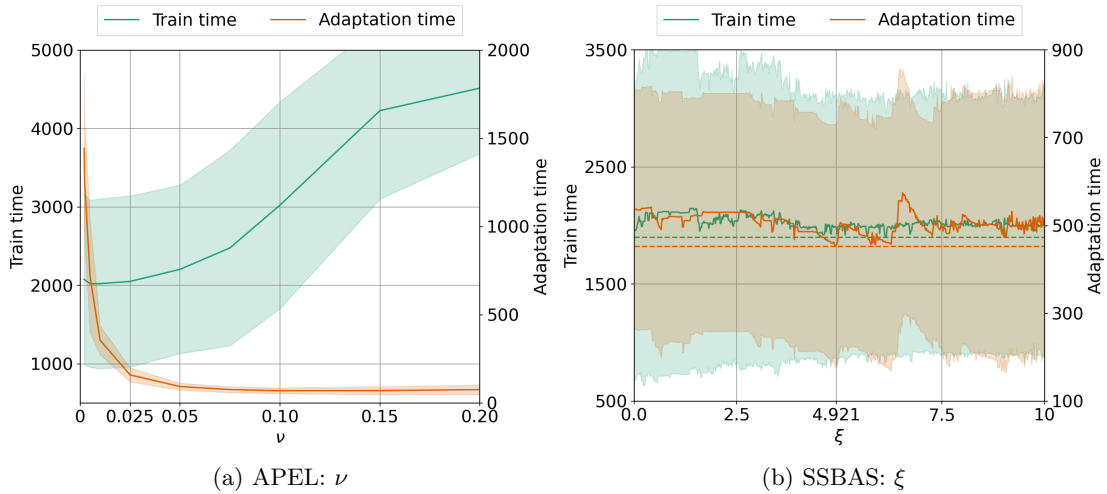 Train time Adaptation time
5000
4000
3000
2000
1000
Train time
2000
1500
1000
500
0
Adaptation time
0 0.025 0.05 0.10 0.15 0.20
ν
(a) APEL: ν
Train time Adaptation time
3500
2500
1500
500
Train time
900
700
500
300
100
Adaptation time
0.0 2.5 4.921 7.5 10
ξ
(b) SSBAS: ξ